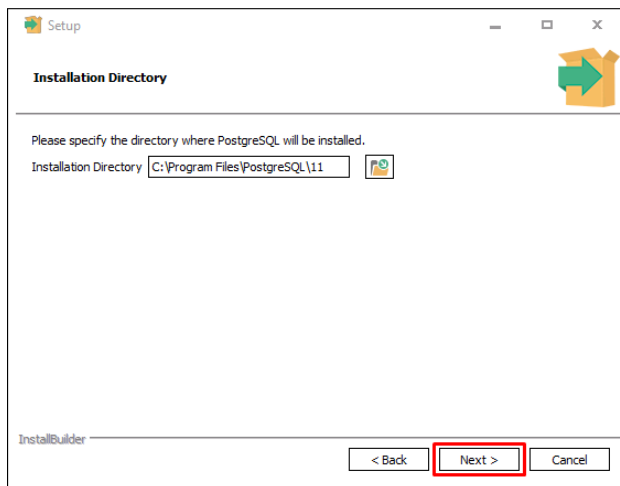 Setup
Installation Directory
Please specify the directory where PostgreSQL will be installed.
Installation Directory C:\Program Files\PostgreSQL\11
InstallBuilder
< Back Next > Cancel